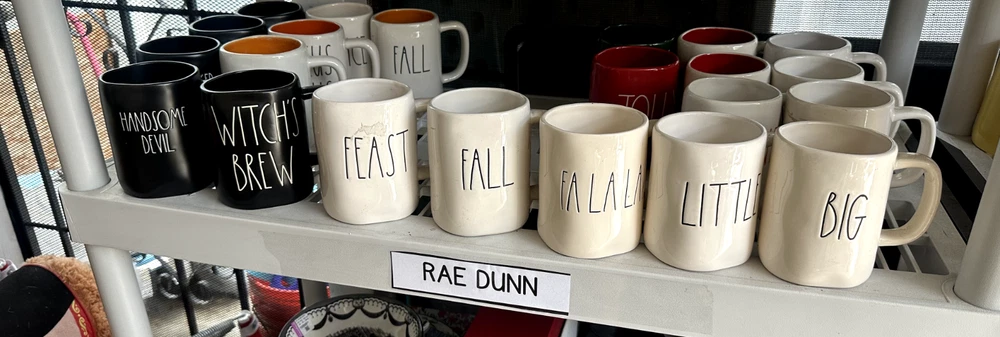 FALL
HANDSOME
DEVIL
WITCH'S
BREW
FEAST
FALL
FA LA LA
LITTLE
BIG
RAE DUNN